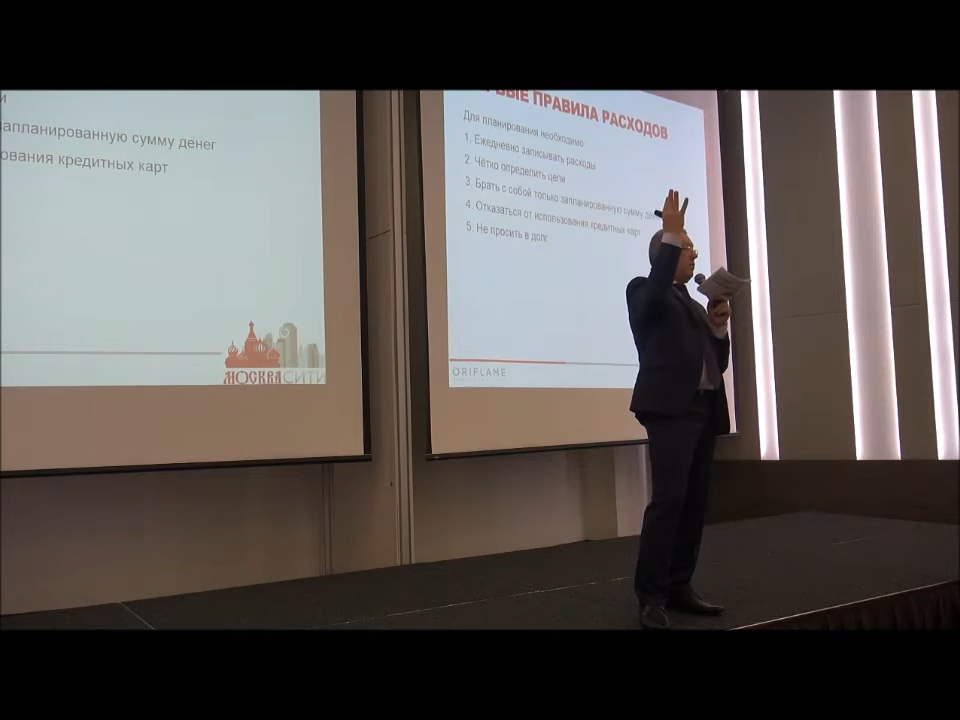 запланированную сумму денег
кредитных карт
МОСКВА СИТИ
ПРАВИЛА РАСХОДОВ
Для планирования необходимо
1. Ежедневно записывать расходы
2. Чётко определить цели
3. Брать с собой только запланированную сумму
4. Отказаться от использования кредитных карт
5. Не просить в долг
ORIFLAME